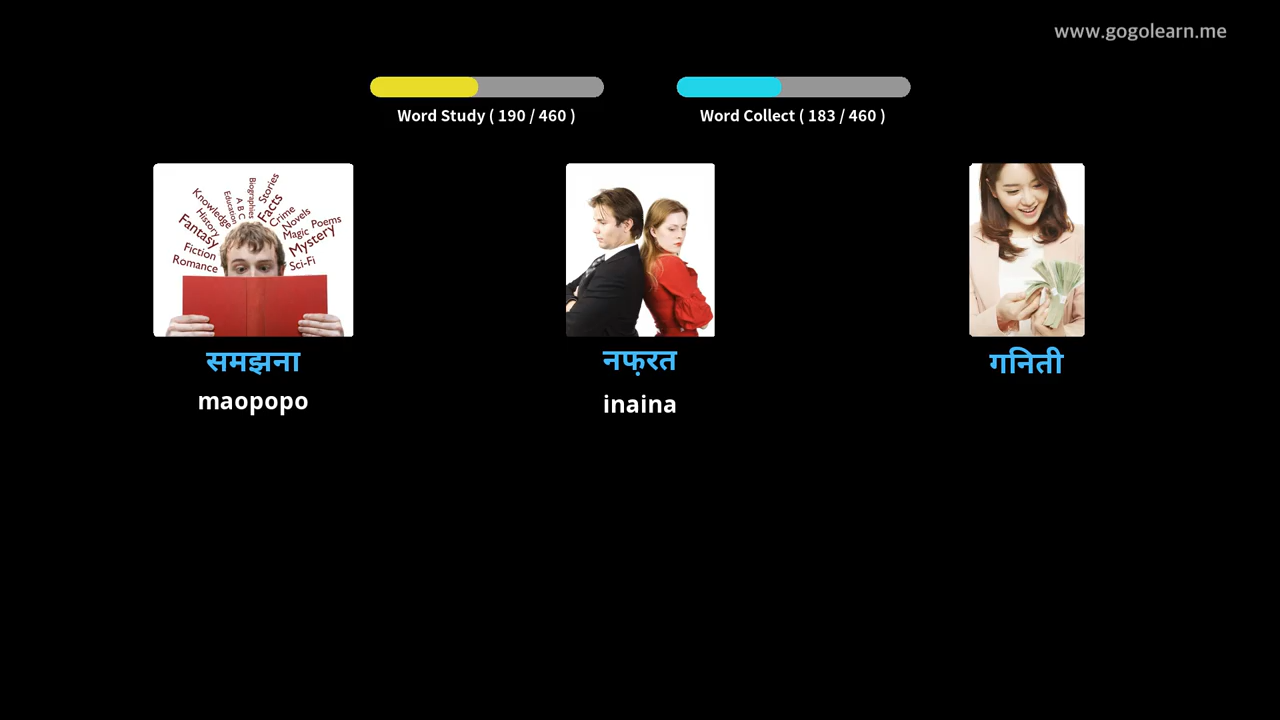 www.gogolearn.me
Word Study ( 190 / 460 )
Word Collect ( 183 / 460 )
Knowledge
History
Fantasy
Fiction
Romance
Education
A B C
Biographies
Stories
Facts
Crime
Novels
Magic Poems
Mystery
Sci-Fi
समझना
maopopo
नफ़रत
inaina
गनिती